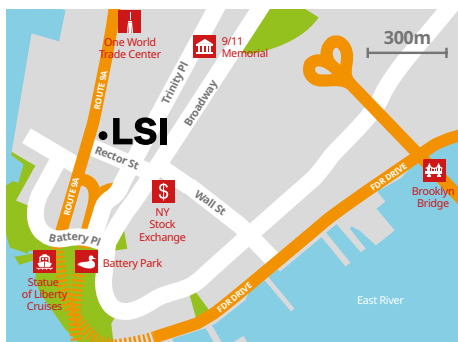 One World
Trade Center
9/11
Memorial
300m
ROUTE 9A
Trinity Pl
Broadway
LSI
Rector St
FDR DRIVE
Brooklyn
Bridge
ROUTE 9A
$
NY
Stock
Exchange
Wall St
Battery Pl
Battery Park
Statue
of Liberty
Cruises
FDR DRIVE
East River